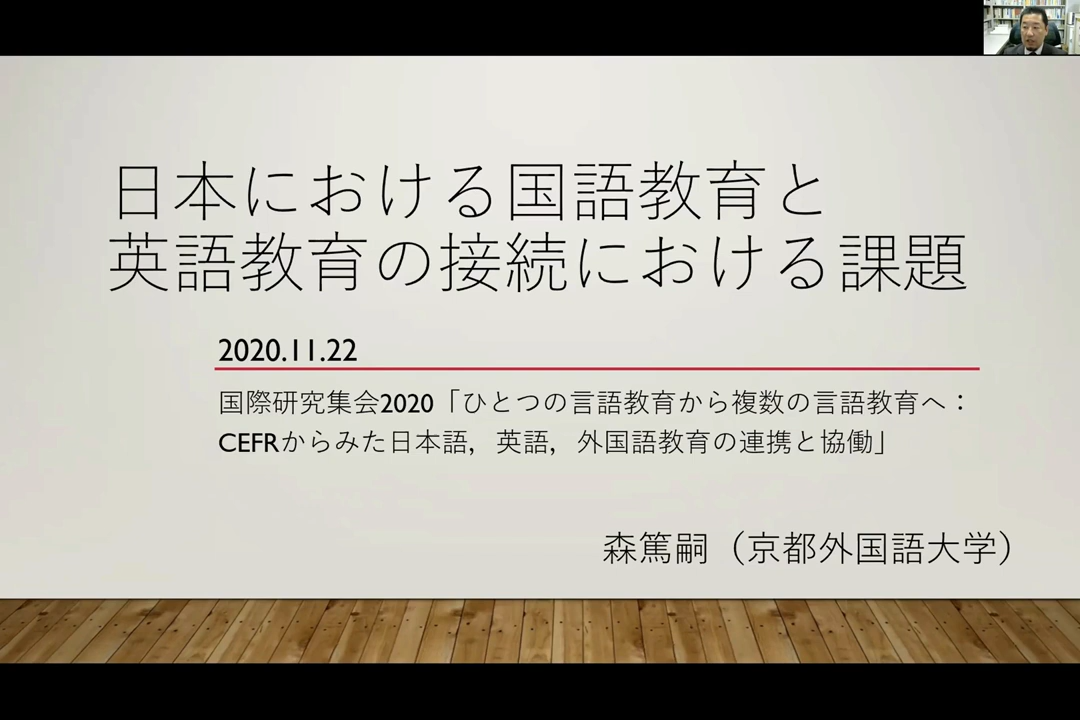 日本における国語教育と
英語教育の接続における課題
2020.11.22
国際研究集会2020「ひとつの言語教育から複数の言語教育へ：
CEFRからみた日本語，英語，外国語教育の連携と協働」
森篤嗣（京都外国語大学）